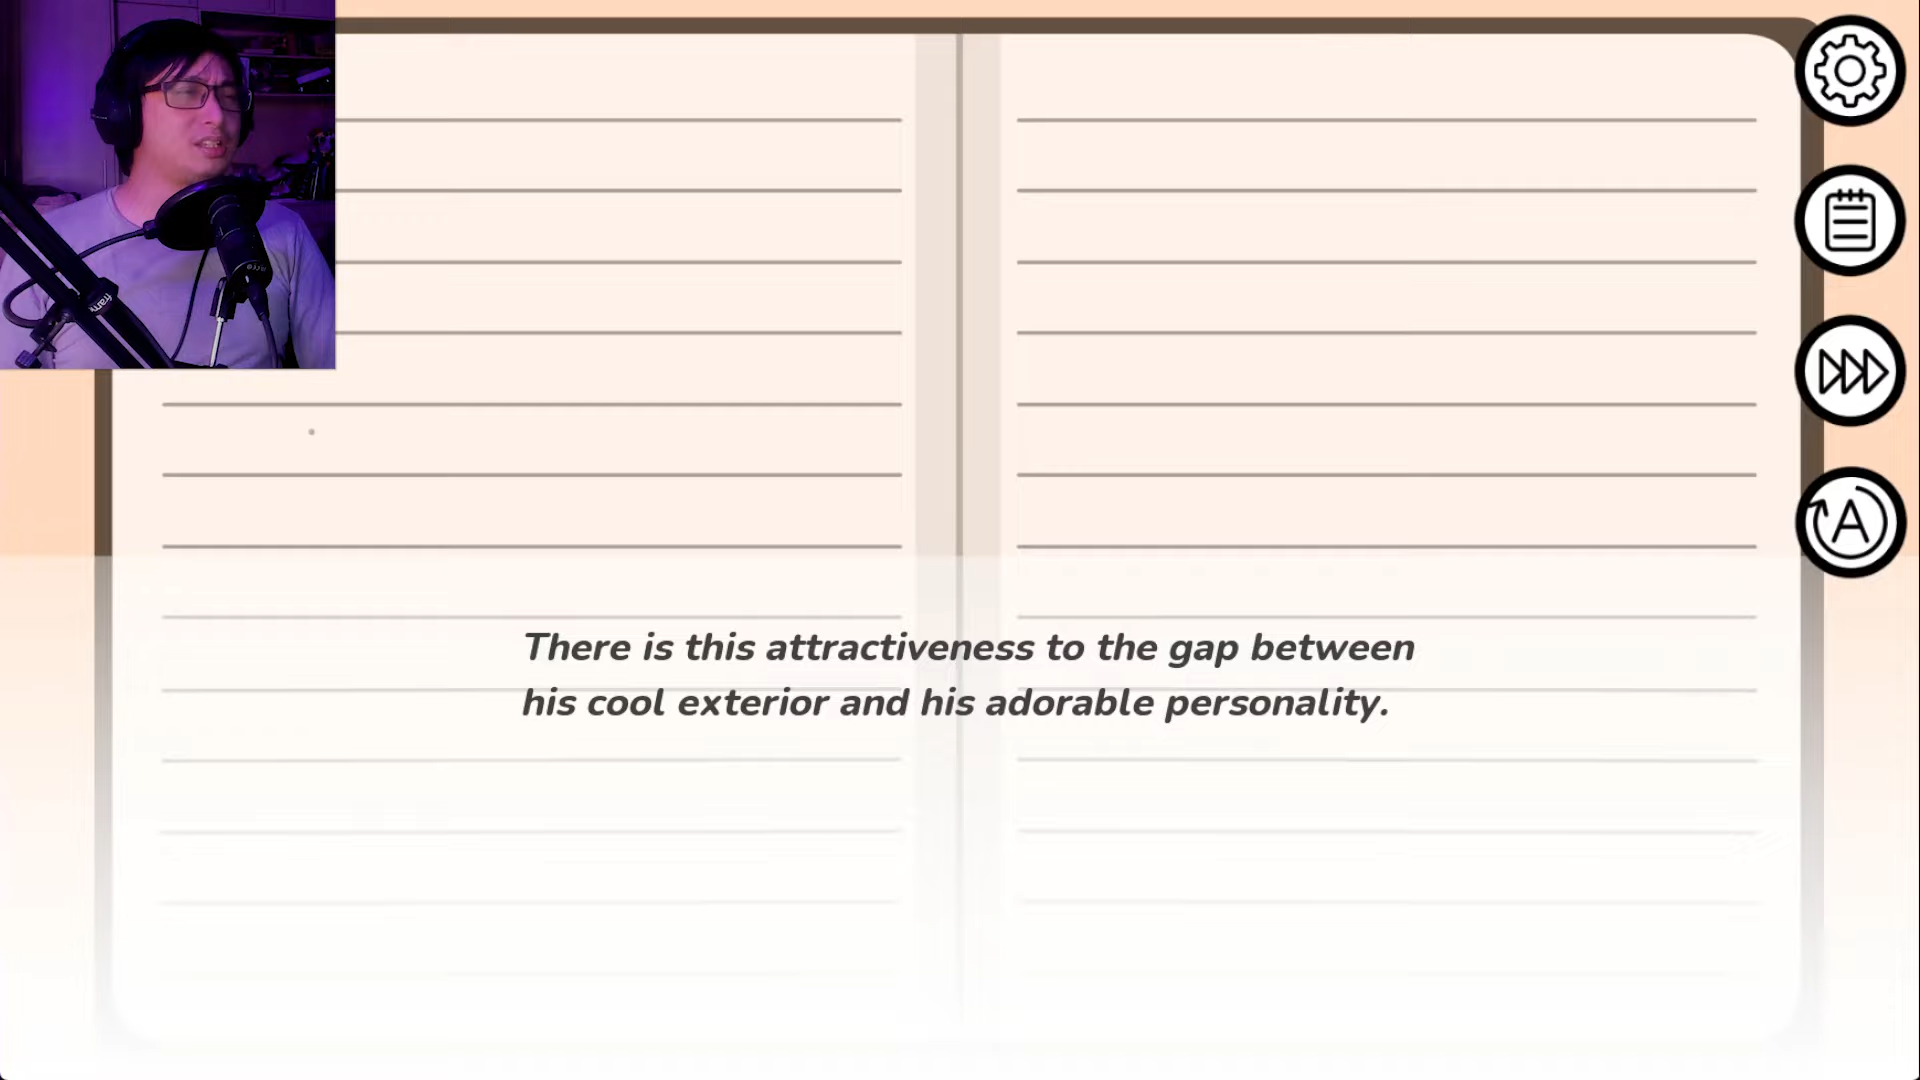 There is this attractiveness to the gap between
his cool exterior and his adorable personality.
A